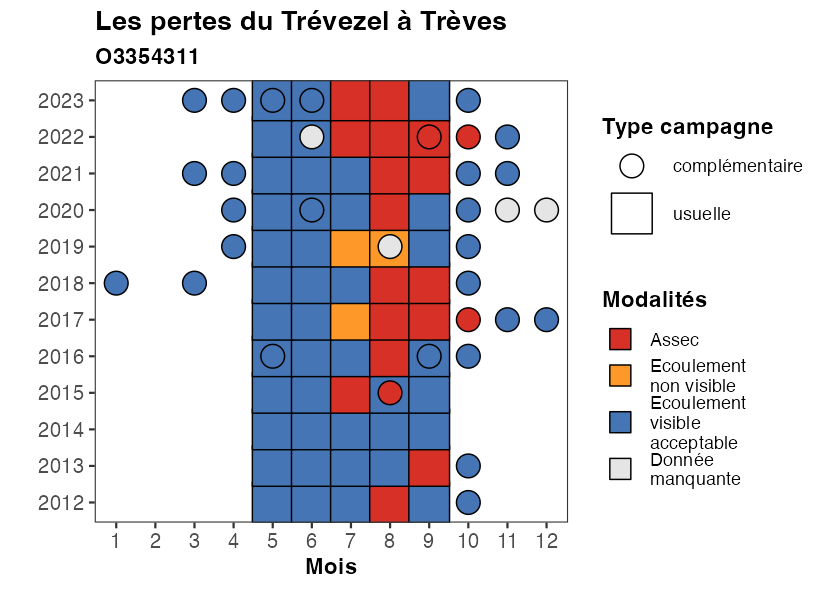 Les pertes du Trévezel à Trèves
O3354311
2023
2022
2021
2020
2019
2018
2017
2016
2015
2014
2013
2012
1 2 3 4 5 6 7 8 9 10 11 12
Mois
Type campagne
complémentaire
usuelle
Modalités
Assec
Ecoulement
non visible
Ecoulement
visible
acceptable
Donnée
manquante